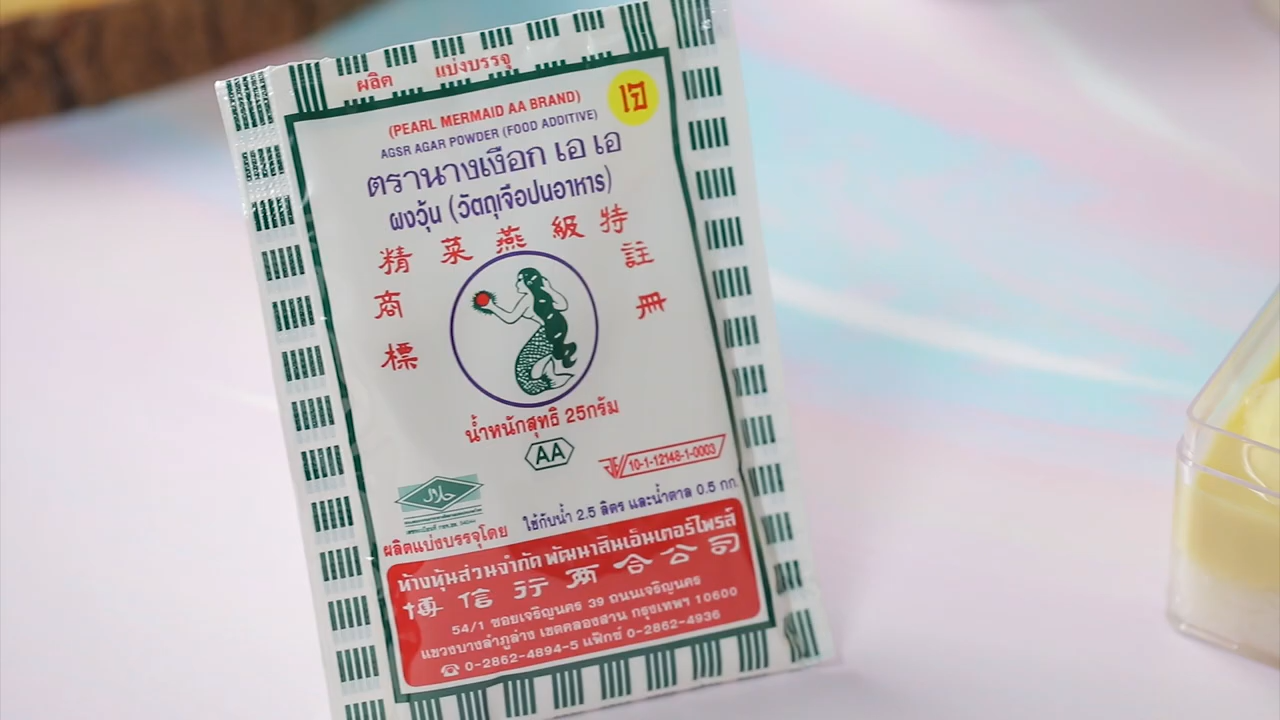 ผลิต แบ่งบรรจุ
(PEARL MERMAID AA BRAND)
เจ
AGSR AGAR POWDER (FOOD ADDITIVE)
ตรานางเงือก เอ เอ
ผงวุ้น (วัตถุเจือปนอาหาร)
精菜燕級特
商 註
標 冊
น้ำหนักสุทธิ 25กรัม
AA
10-1-12148-1-0003
حلال
ใช้กับน้ำ 2.5 ลิตร และน้ำตาล 0.5 กก.
ผลิตแบ่งบรรจุโดย
ห้างหุ้นส่วนจำกัด พัฒนาสินเอ็นเตอร์ไพรส์
博信行兩合公司
54/1 ซอยเจริญนคร 39 ถนนเจริญนคร
แขวงบางลำภูล่าง เขตคลองสาน กรุงเทพฯ 10600
☎ 0-2862-4894-5 แฟ็กซ์ 0-2862-4936